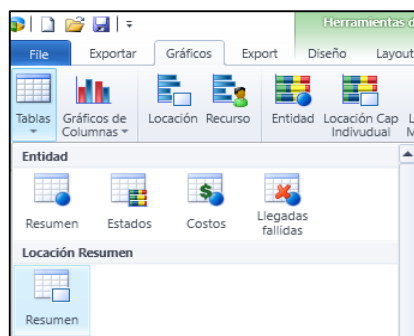 Herramientas d
File Exportar Gráficos Export Diseño Layout
Tablas Gráficos de Columnas Locación Recurso Entidad Locación Cap Indivudual L M
Entidad
Resumen Estados Costos Llegadas fallidas
Locación Resumen
Resumen